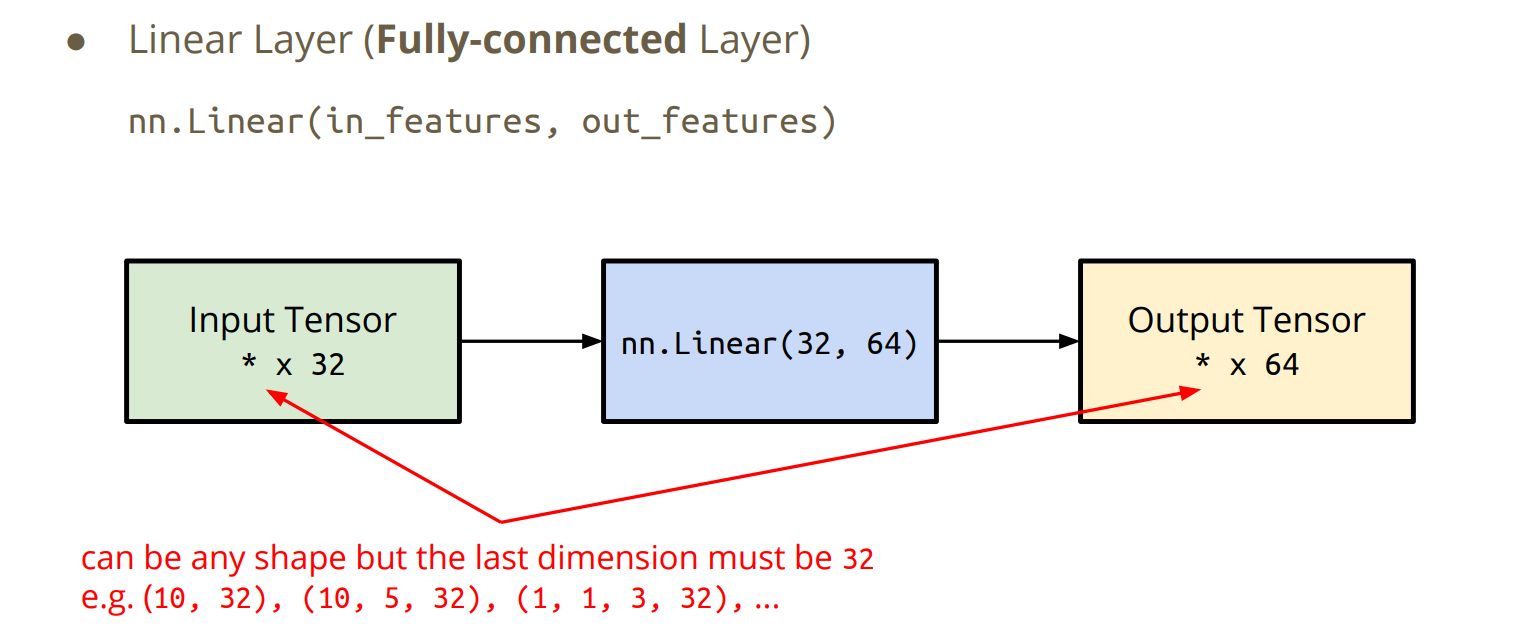 ● Linear Layer (Fully-connected Layer)
nn.Linear(in_features, out_features)
Input Tensor
* x 32
nn.Linear(32, 64)
Output Tensor
* x 64
can be any shape but the last dimension must be 32
e.g. (10, 32), (10, 5, 32), (1, 1, 3, 32), ...